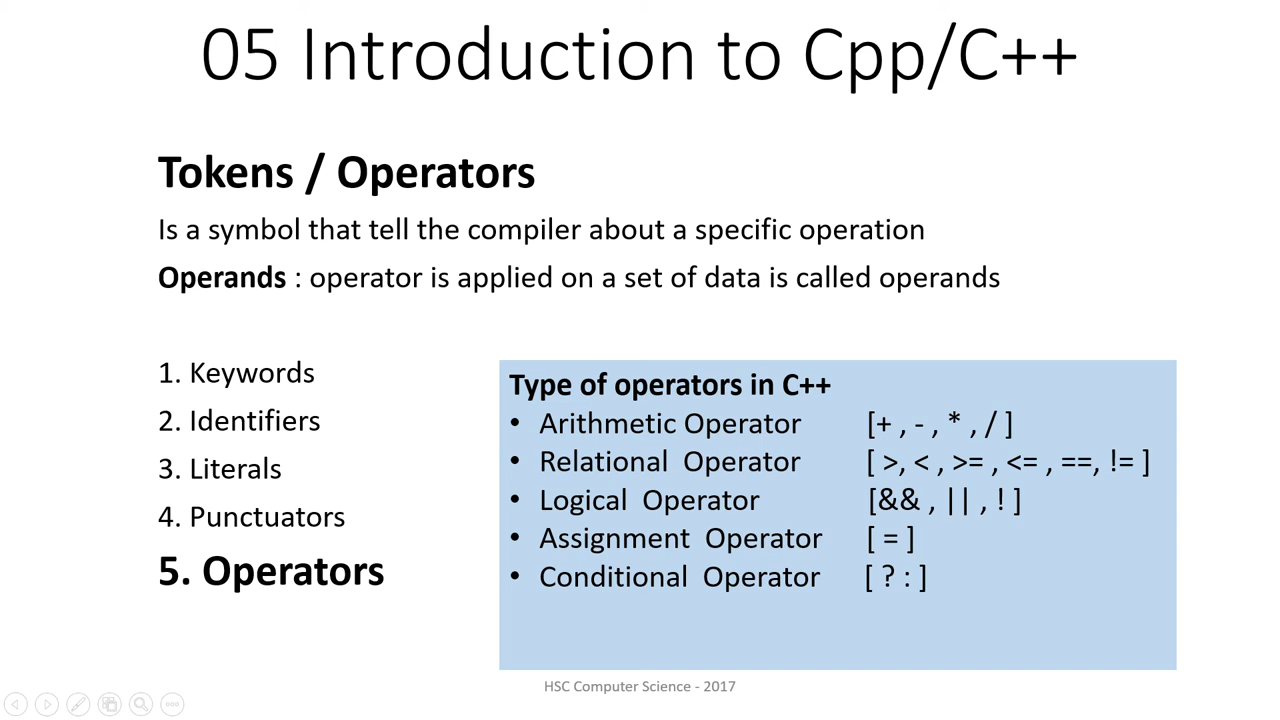 05 Introduction to Cpp/C++
Tokens / Operators
Is a symbol that tell the compiler about a specific operation
Operands : operator is applied on a set of data is called operands
1. Keywords
2. Identifiers
3. Literals
4. Punctuators
5. Operators
Type of operators in C++
• Arithmetic Operator [+ , - , * , / ]
• Relational Operator [ >, < , >= , <= , ==, != ]
• Logical Operator [&& , || , ! ]
• Assignment Operator [ = ]
• Conditional Operator [ ? : ]
HSC Computer Science - 2017